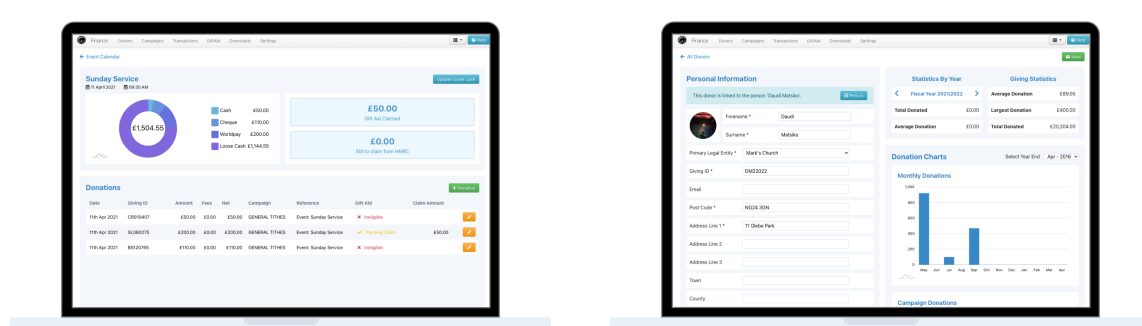 Finance Donors Campaigns Transactions GiftAid Downloads Settings Help
← Event Calendar
Sunday Service
11 April 2021 09:30 AM
Update Loose Cash
£1,504.55
Cash £50.00
Cheque £110.00
Worldpay £200.00
Loose Cash £1,144.55
£50.00
Gift Aid Claimed
£0.00
Still to claim from HMRC
Donations
+ Donation
Date Giving ID Amount Fees Net Campaign Reference Gift Aid Claim Amount
11th Apr 2021 CR010407 £50.00 £0.00 £50.00 GENERAL TITHES Event: Sunday Service Ineligible
11th Apr 2021 SL060275 £200.00 £0.00 £200.00 GENERAL TITHES Event: Sunday Service Pending Claim £50.00
11th Apr 2021 BB120765 £110.00 £0.00 £110.00 GENERAL TITHES Event: Sunday Service Ineligible
Finance Donors Campaigns Transactions GiftAid Downloads Settings Help
← All Donors
Save
Personal Information
This donor is linked to the person 'Daudi Matsiko'.
Person
Forename * Daudi
Surname * Matsiko
Primary Legal Entity * Mark's Church
Giving ID * DM22022
Email
Post Code * NG24 3GN
Address Line 1 * 11 Glebe Park
Address Line 2
Address Line 3
Town
County
Statistics By Year
Fiscal Year 2021/2022
Total Donated £0.00
Average Donation £0.00
Giving Statistics
Average Donation £89.05
Largest Donation £400.00
Total Donated £20,304.00
Donation Charts
Select Year End Apr - 2016
Monthly Donations
1,000
800
600
400
200
0
May Jun Jul Aug Sep Oct Nov Dec Jan Feb Mar Apr
Campaign Donations